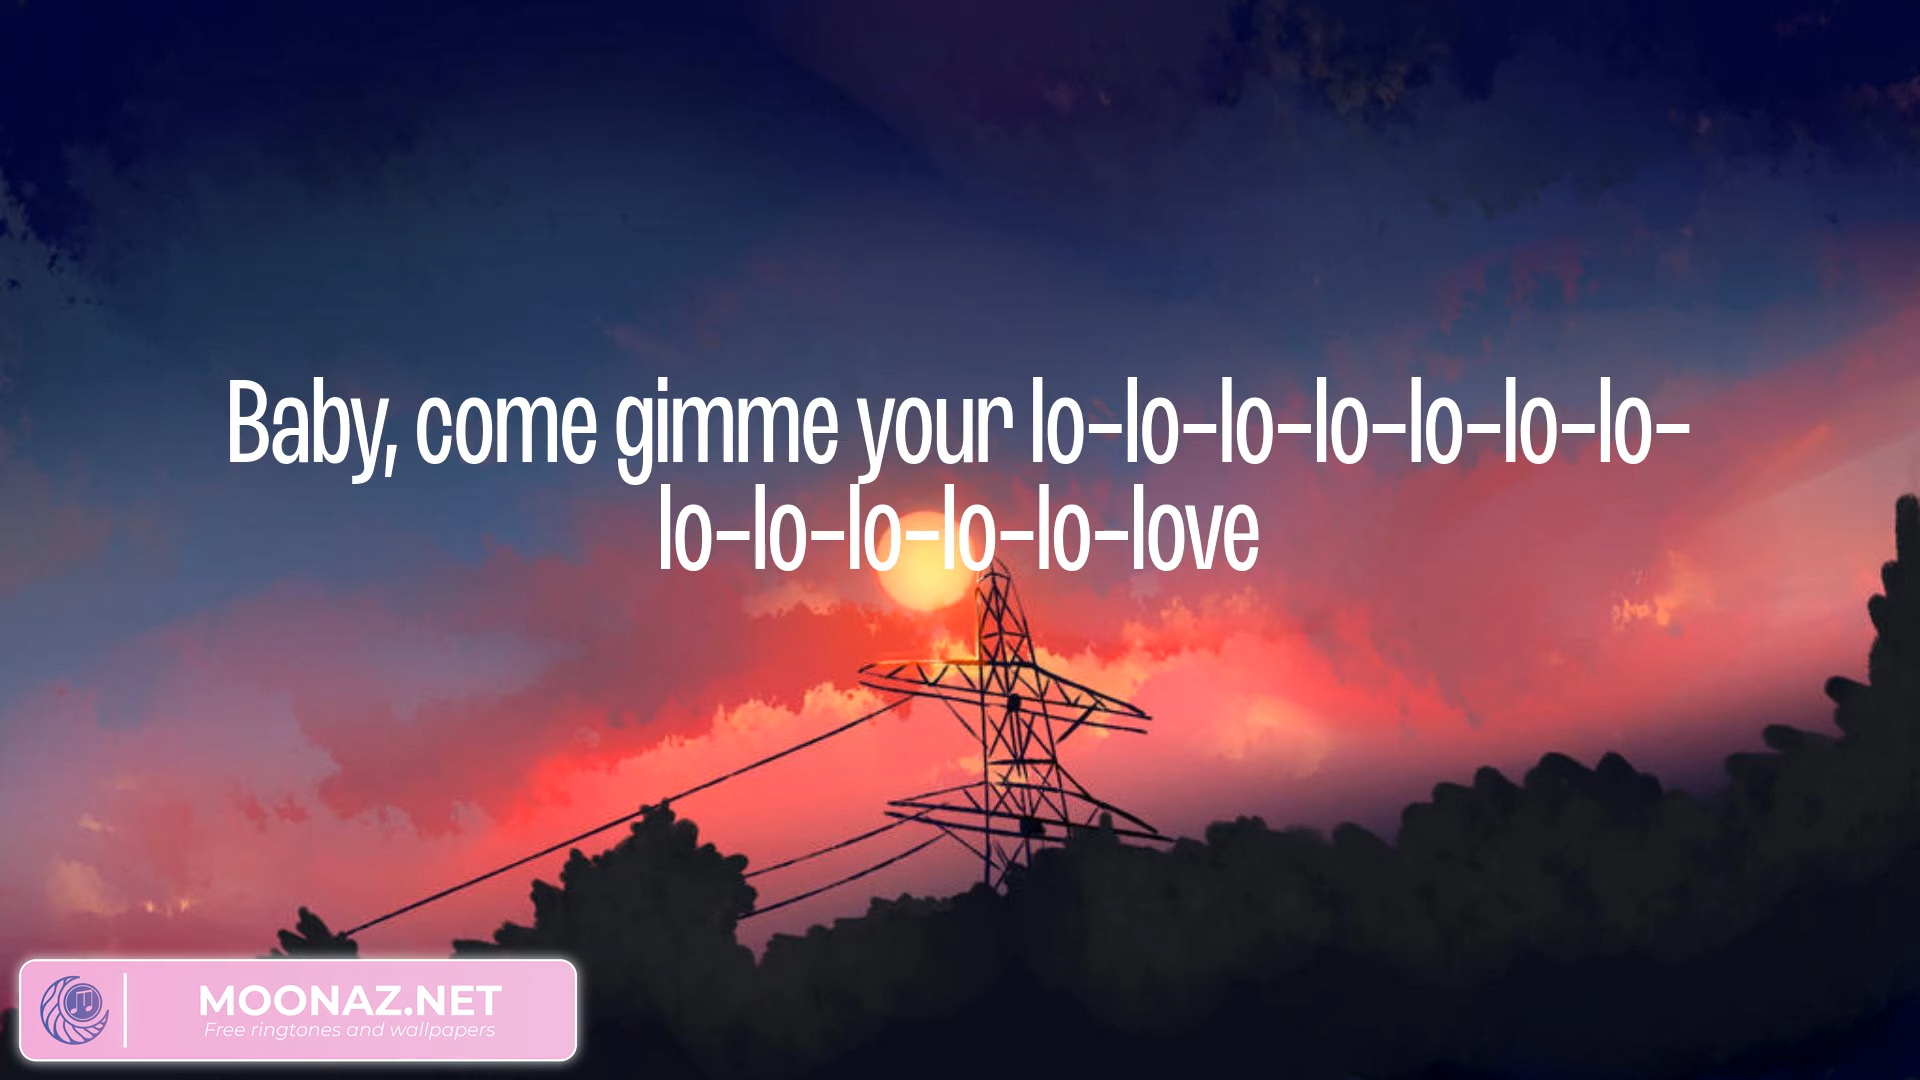 Baby, come gimme your lo-lo-lo-lo-lo-lo-lo-
lo-lo-lo-lo-lo-love
MOONAZ.NET
Free ringtones and wallpapers